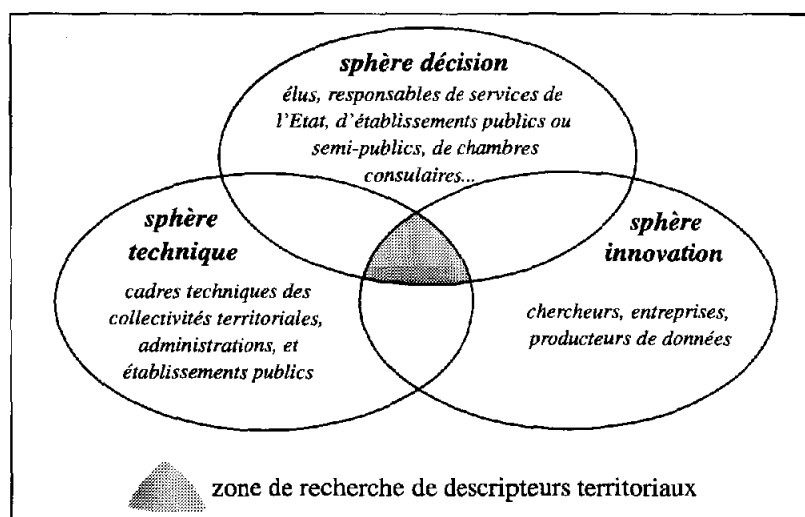 sphère décision
élus, responsables de services de
l'Etat, d'établissements publics ou
semi-publics, de chambres
consulaires...
sphère
technique
cadres techniques des
collectivités territoriales,
administrations, et
établissements publics
sphère
innovation
chercheurs, entreprises,
producteurs de données
zone de recherche de descripteurs territoriaux